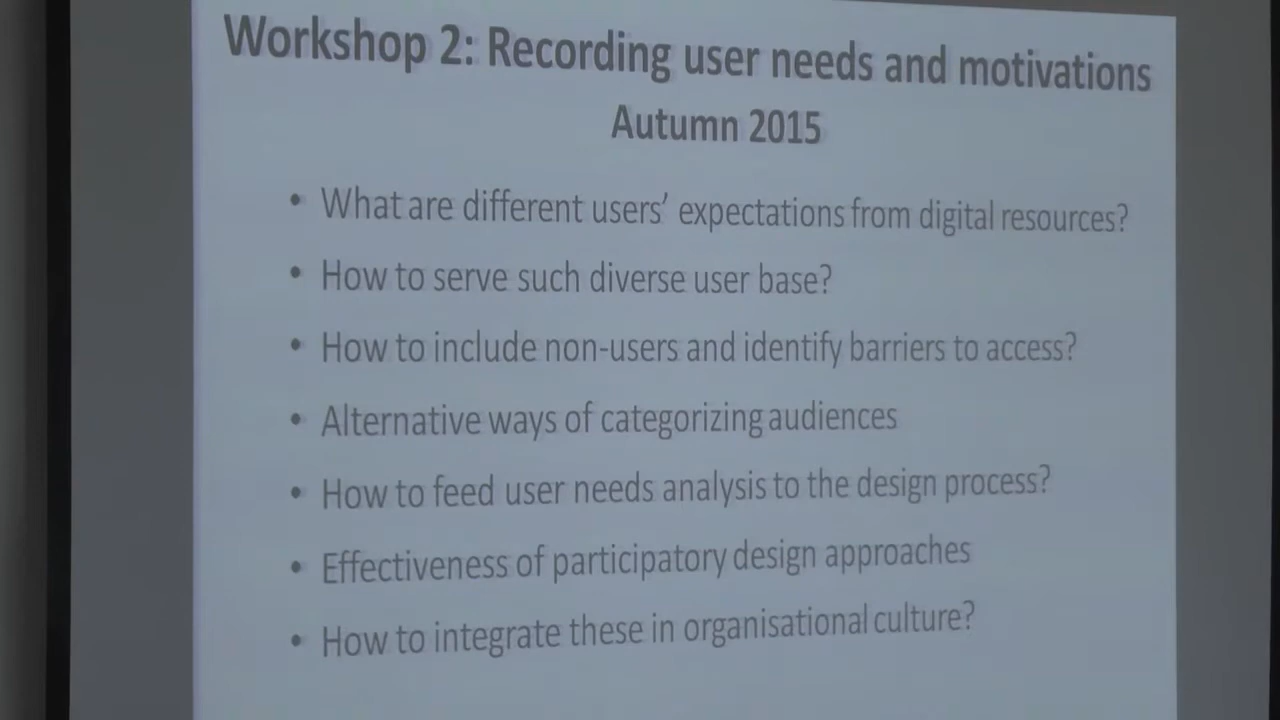 Workshop 2: Recording user needs and motivations
Autumn 2015
• What are different users’ expectations from digital resources?
• How to serve such diverse user base?
• How to include non-users and identify barriers to access?
• Alternative ways of categorizing audiences
• How to feed user needs analysis to the design process?
• Effectiveness of participatory design approaches
• How to integrate these in organisational culture?